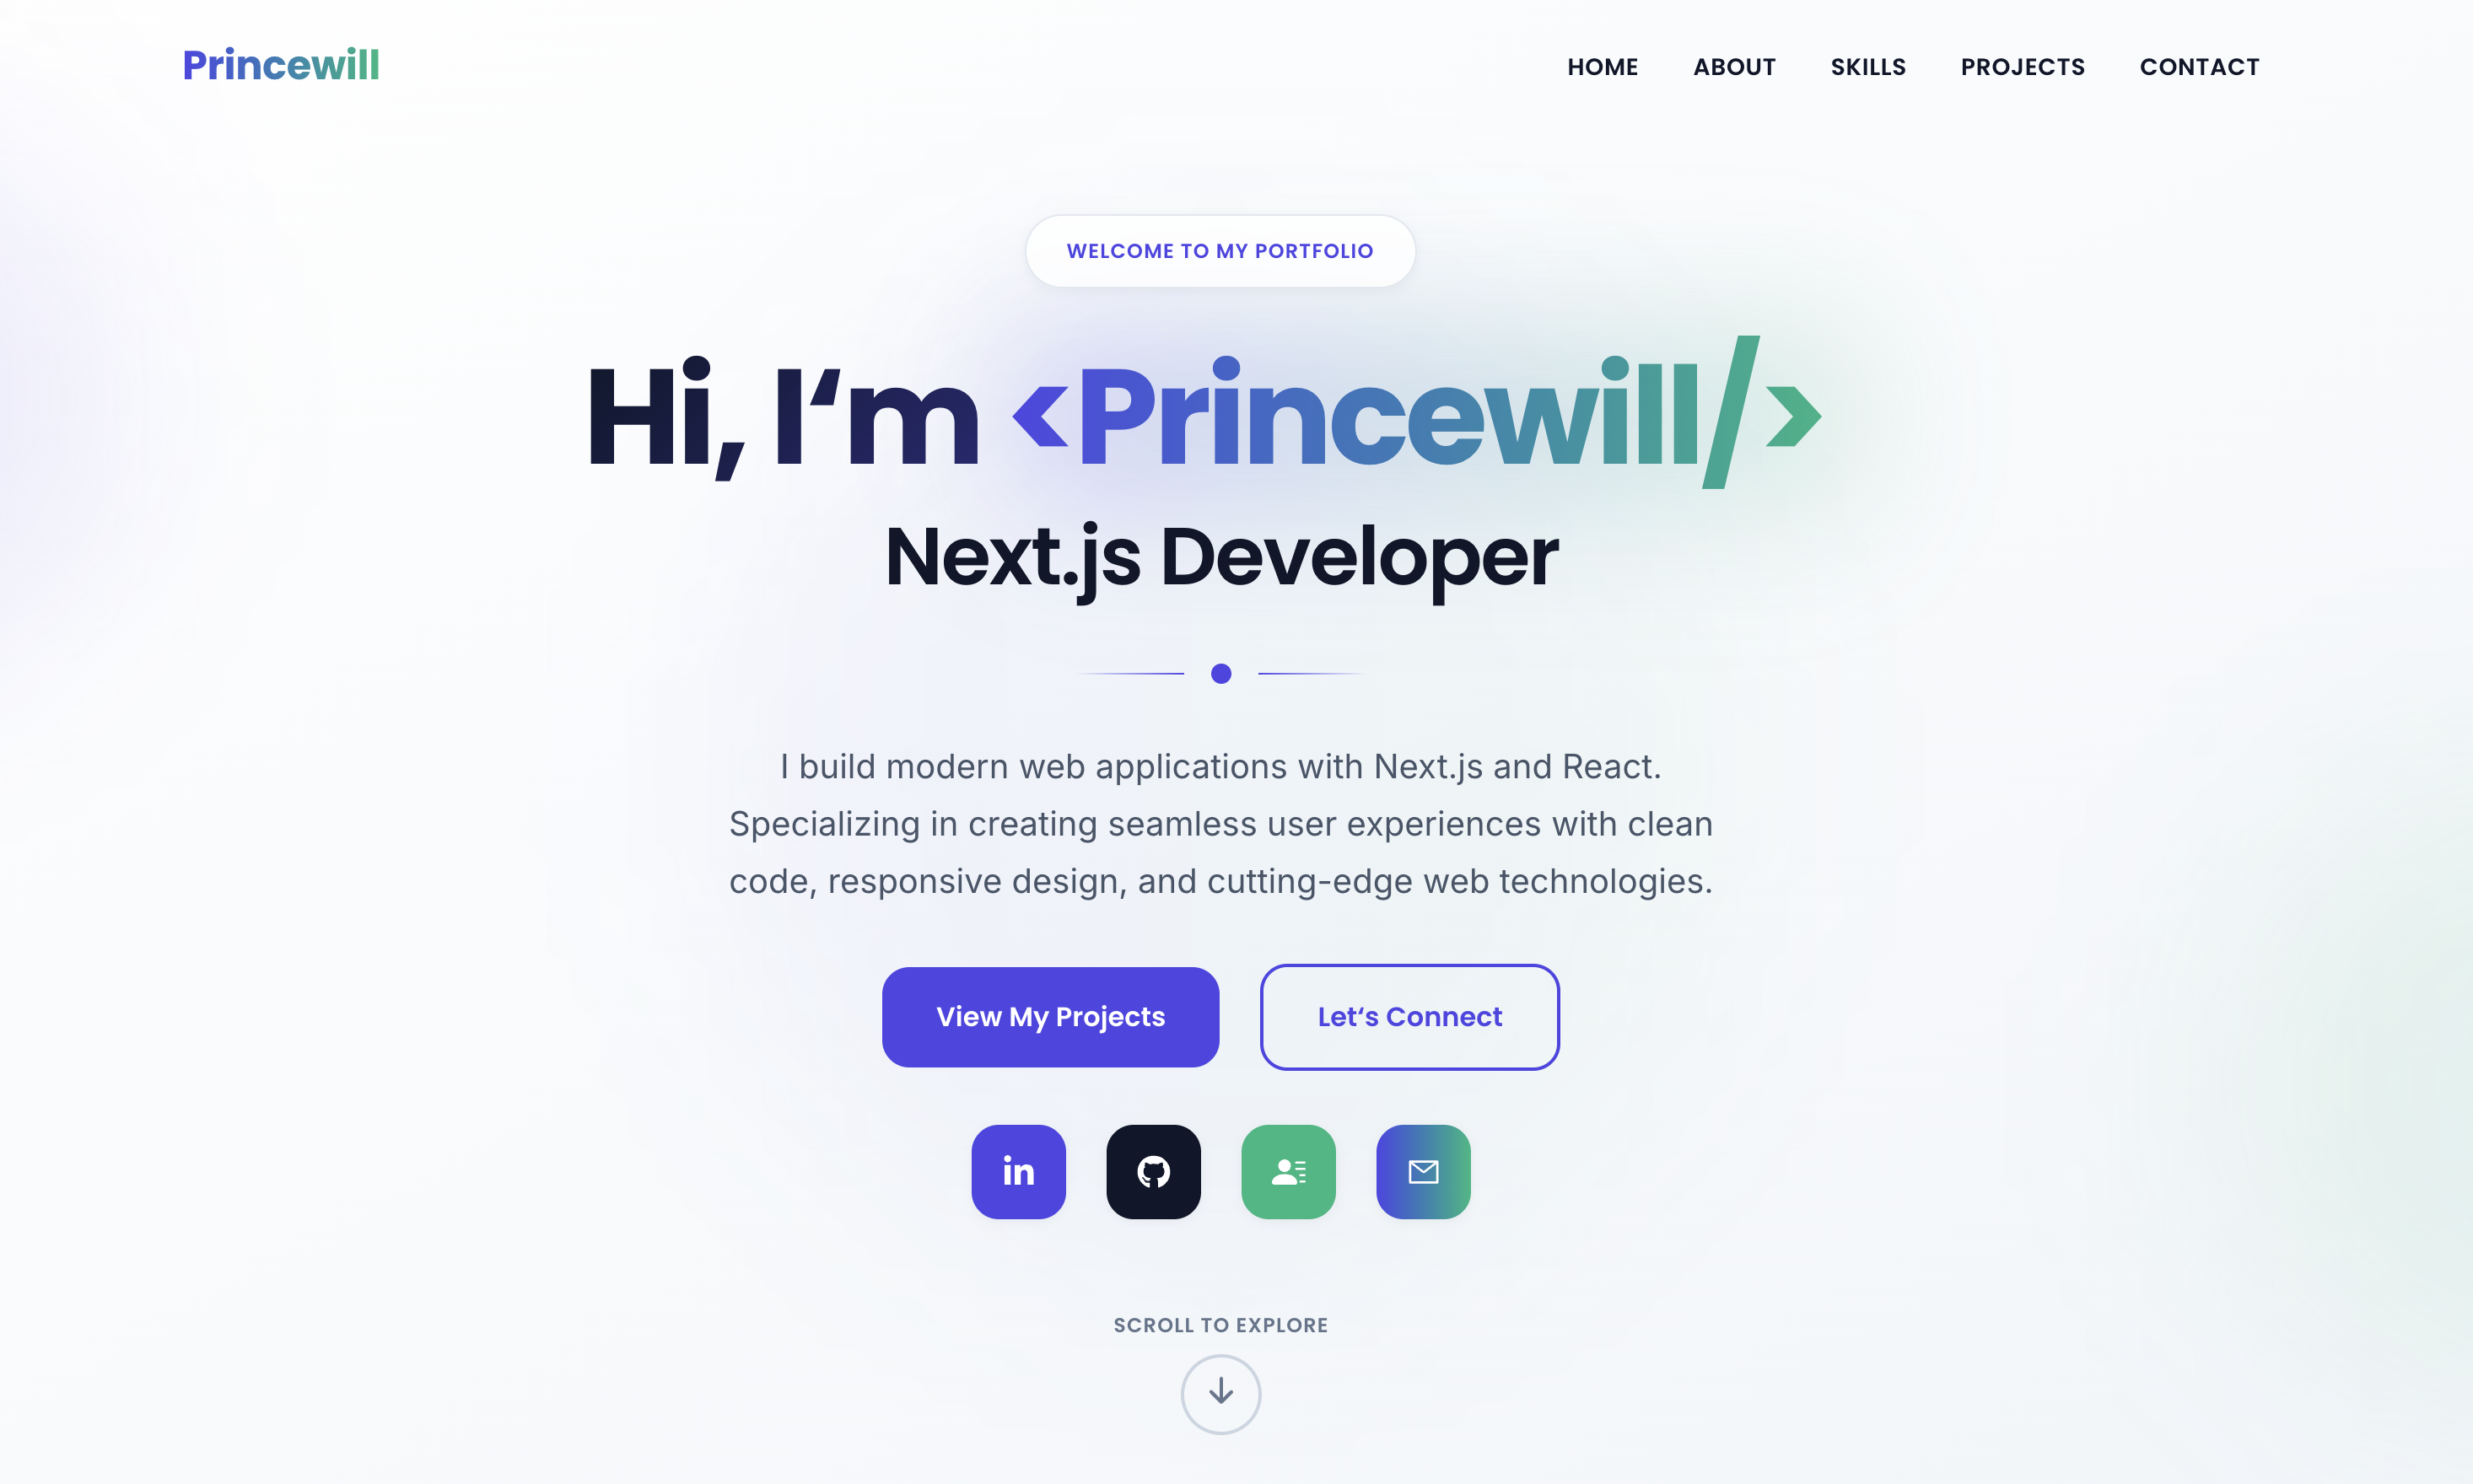 Princewill
HOME ABOUT SKILLS PROJECTS CONTACT
WELCOME TO MY PORTFOLIO
Hi, I‘m <Princewill/>
Next.js Developer
I build modern web applications with Next.js and React.
Specializing in creating seamless user experiences with clean
code, responsive design, and cutting-edge web technologies.
View My Projects
Let‘s Connect
in
SCROLL TO EXPLORE